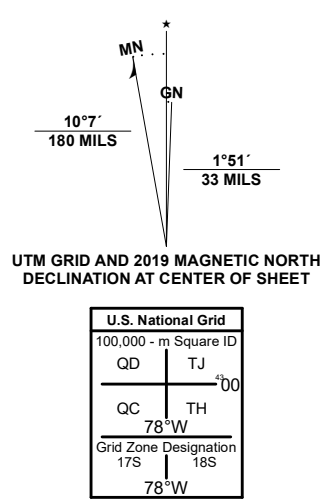 ★
MN
GN
10°7´
180 MILS
1°51´
33 MILS
UTM GRID AND 2019 MAGNETIC NORTH
DECLINATION AT CENTER OF SHEET
U.S. National Grid
100,000 - m Square ID
QD TJ
4300
QC TH
78°W
Grid Zone Designation
17S 18S
78°W